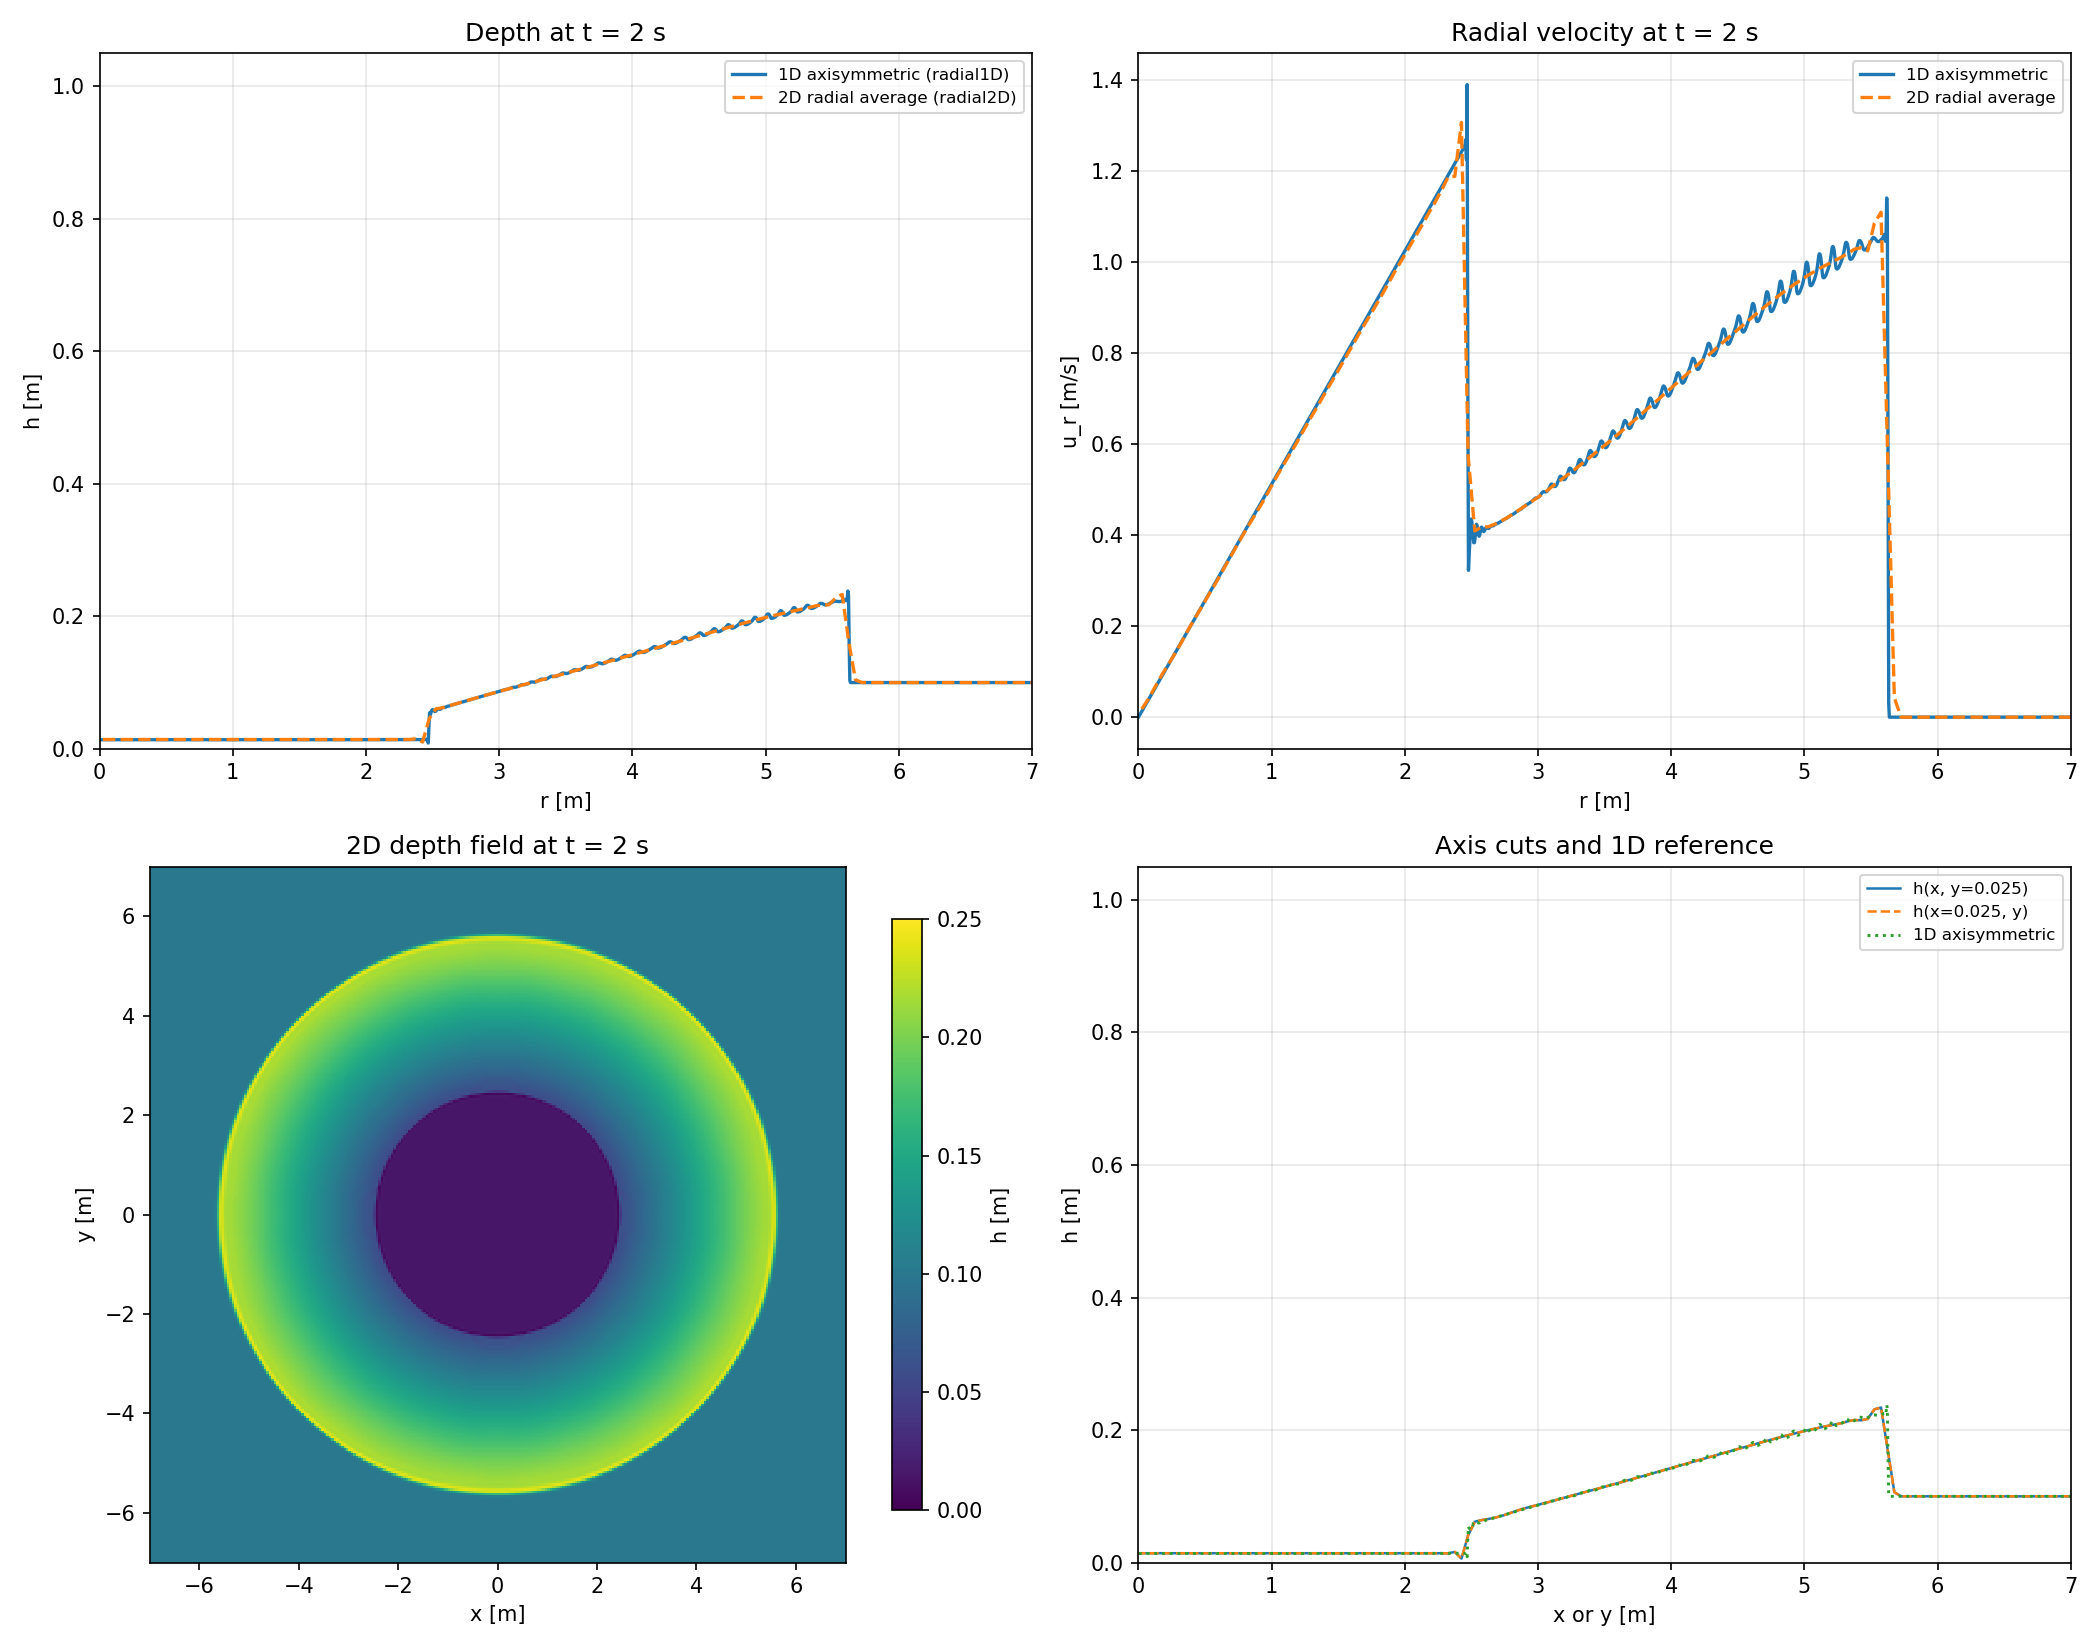 Depth at t = 2 s
1D axisymmetric (radial1D)
2D radial average (radial2D)
h [m]
1.0
0.8
0.6
0.4
0.2
0.0
0 1 2 3 4 5 6 7
r [m]
Radial velocity at t = 2 s
1D axisymmetric
2D radial average
u_r [m/s]
1.4
1.2
1.0
0.8
0.6
0.4
0.2
0.0
0 1 2 3 4 5 6 7
r [m]
2D depth field at t = 2 s
y [m]
6
4
2
0
−2
−4
−6
−6 −4 −2 0 2 4 6
x [m]
0.25
0.20
0.15
0.10
0.05
0.00
h [m]
Axis cuts and 1D reference
h(x, y=0.025)
h(x=0.025, y)
1D axisymmetric
h [m]
1.0
0.8
0.6
0.4
0.2
0.0
0 1 2 3 4 5 6 7
x or y [m]